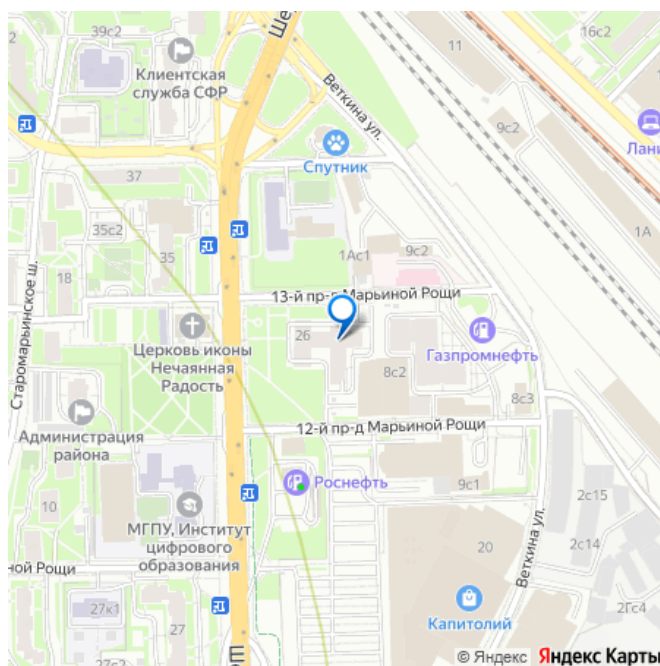 39с2
Ше
11
16с2
Клиентская
служба СФР
Веткина ул.
9с2
Лани
Спутник
37
1А
35с2
35
1Ас1
9с2
18
13-й пр-д Марьиной Рощи
Старомарьинское ш.
26
Церковь иконы
Нечаянная
Радость
Газпромнефть
8с2
8с3
12-й пр-д Марьиной Рощи
Администрация
района
Роснефть
9с1
2с15
10
МГПУ, Институт
цифрового
образования
20
2с14
Веткина ул.
ной Рощи
27к1
27
Капитолий
2Гс4
27с2
Ш
© Яндекс Яндекс Карты